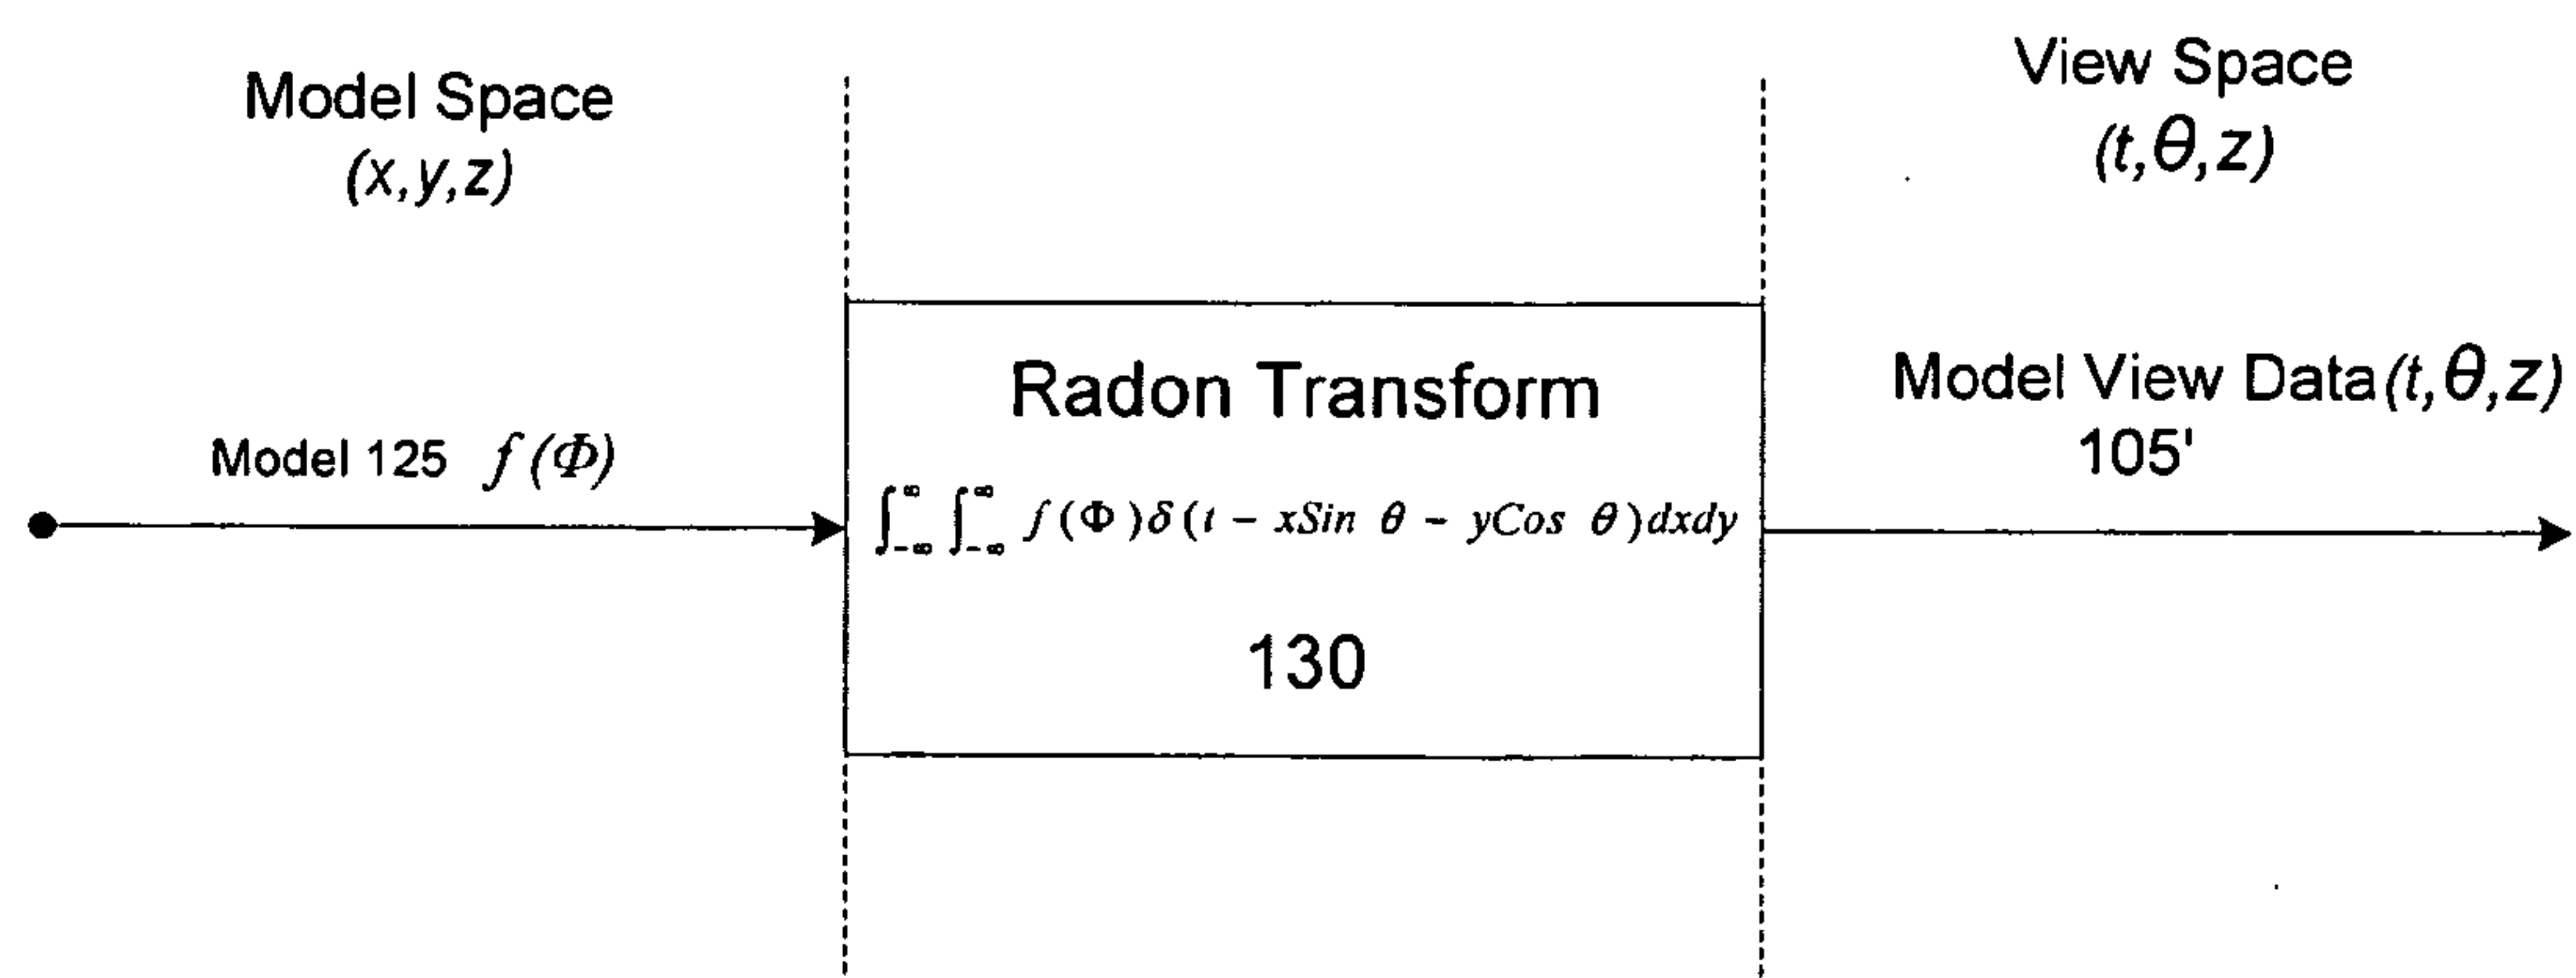 Model Space
(x,y,z)
View Space
(t,θ,z)
Model 125 f(Φ)
Radon Transform
∫_{-∞}^{∞} ∫_{-∞}^{∞} f(Φ)δ(t - xSin θ - yCos θ)dxdy
130
Model View Data(t,θ,z)
105'